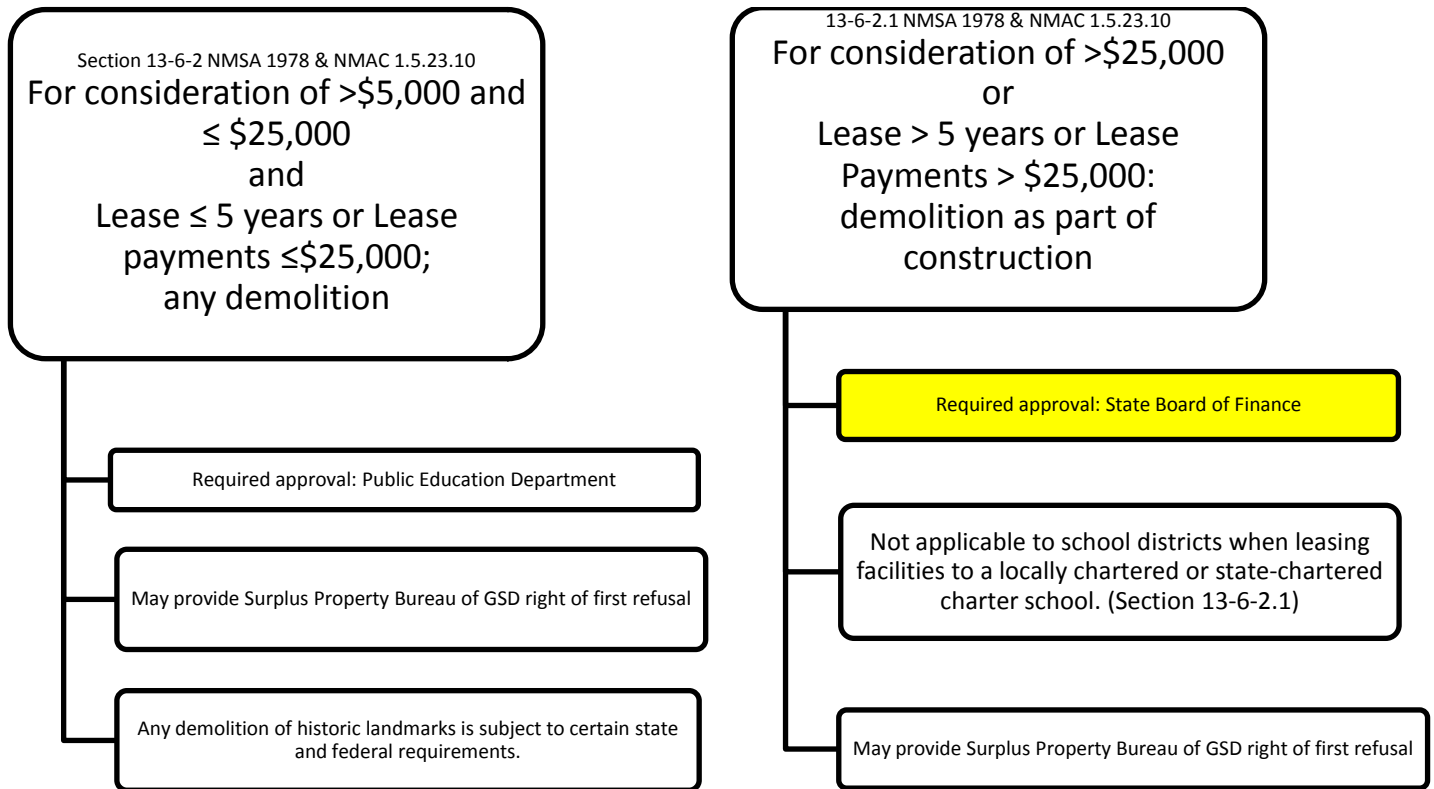 Section 13-6-2 NMSA 1978 & NMAC 1.5.23.10
For consideration of >$5,000 and
≤ $25,000
and
Lease ≤ 5 years or Lease
payments ≤$25,000;
any demolition
Required approval: Public Education Department
May provide Surplus Property Bureau of GSD right of first refusal
Any demolition of historic landmarks is subject to certain state
and federal requirements.
13-6-2.1 NMSA 1978 & NMAC 1.5.23.10
For consideration of >$25,000
or
Lease > 5 years or Lease
Payments > $25,000:
demolition as part of
construction
Required approval: State Board of Finance
Not applicable to school districts when leasing
facilities to a locally chartered or state-chartered
charter school. (Section 13-6-2.1)
May provide Surplus Property Bureau of GSD right of first refusal